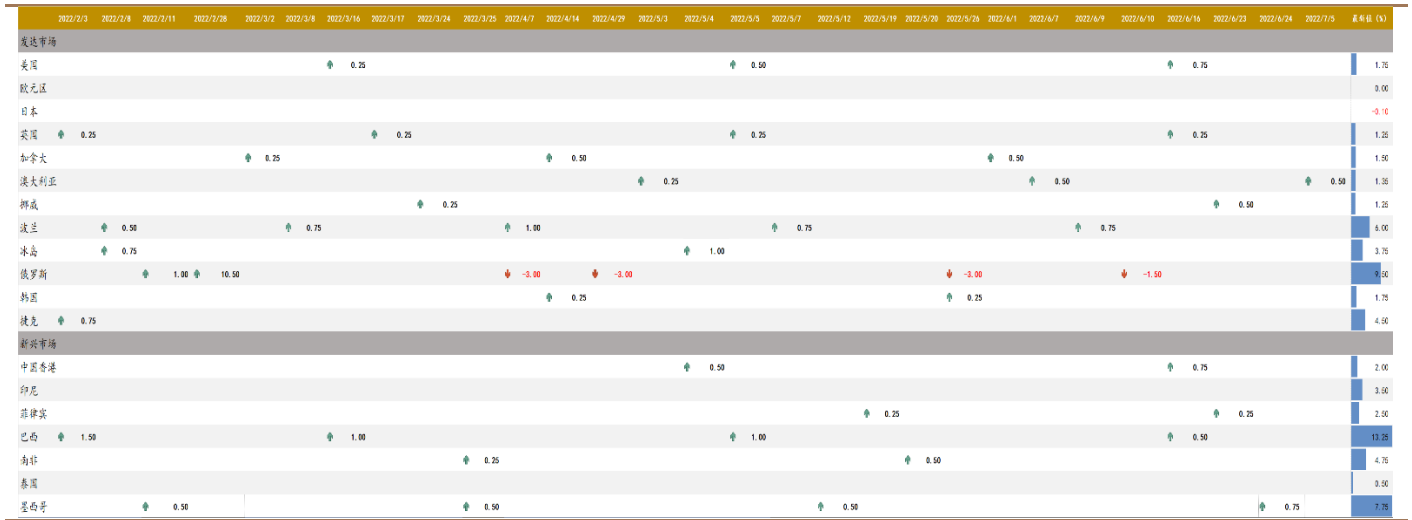 2022/2/3 2022/2/8 2022/2/11 2022/2/28 2022/3/2 2022/3/8 2022/3/16 2022/3/17 2022/3/24 2022/3/25 2022/4/7 2022/4/14 2022/4/29 2022/5/3 2022/5/4 2022/5/5 2022/5/7 2022/5/12 2022/5/19 2022/5/20 2022/5/26 2022/6/1 2022/6/7 2022/6/9 2022/6/10 2022/6/16 2022/6/23 2022/6/24 2022/7/5 最新值 (%)
发达市场
美国 0.25 0.50 0.75 1.75
欧元区 0.00
日本 -0.10
英国 0.25 0.25 0.25 0.25 1.25
加拿大 0.25 0.50 0.50 1.50
澳大利亚 0.25 0.50 0.50 1.35
挪威 0.25 0.50 1.25
波兰 0.50 0.75 1.00 0.75 0.75 6.00
冰岛 0.75 1.00 3.75
俄罗斯 1.00 10.50 -3.00 -3.00 -3.00 -1.50 9.50
韩国 0.25 0.25 1.75
捷克 0.75 4.50
新兴市场
中国香港 0.50 0.75 2.00
印尼 3.50
菲律宾 0.25 0.25 2.50
巴西 1.50 1.00 1.00 0.50 13.25
南非 0.25 0.50 4.75
泰国 0.50
墨西哥 0.50 0.50 0.50 0.75 7.75